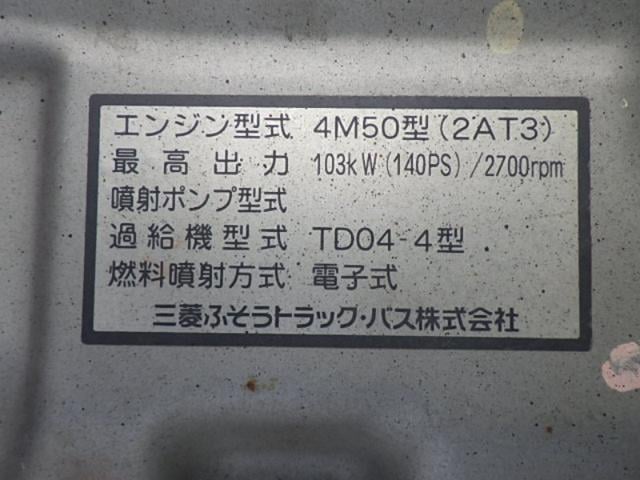 エンジン型式 4M50型(2AT3)
最高出力 103kW(140PS)/2700rpm
噴射ポンプ型式
過給機型式 TD04-4型
燃料噴射方式 電子式
三菱ふそうトラック・バス株式会社